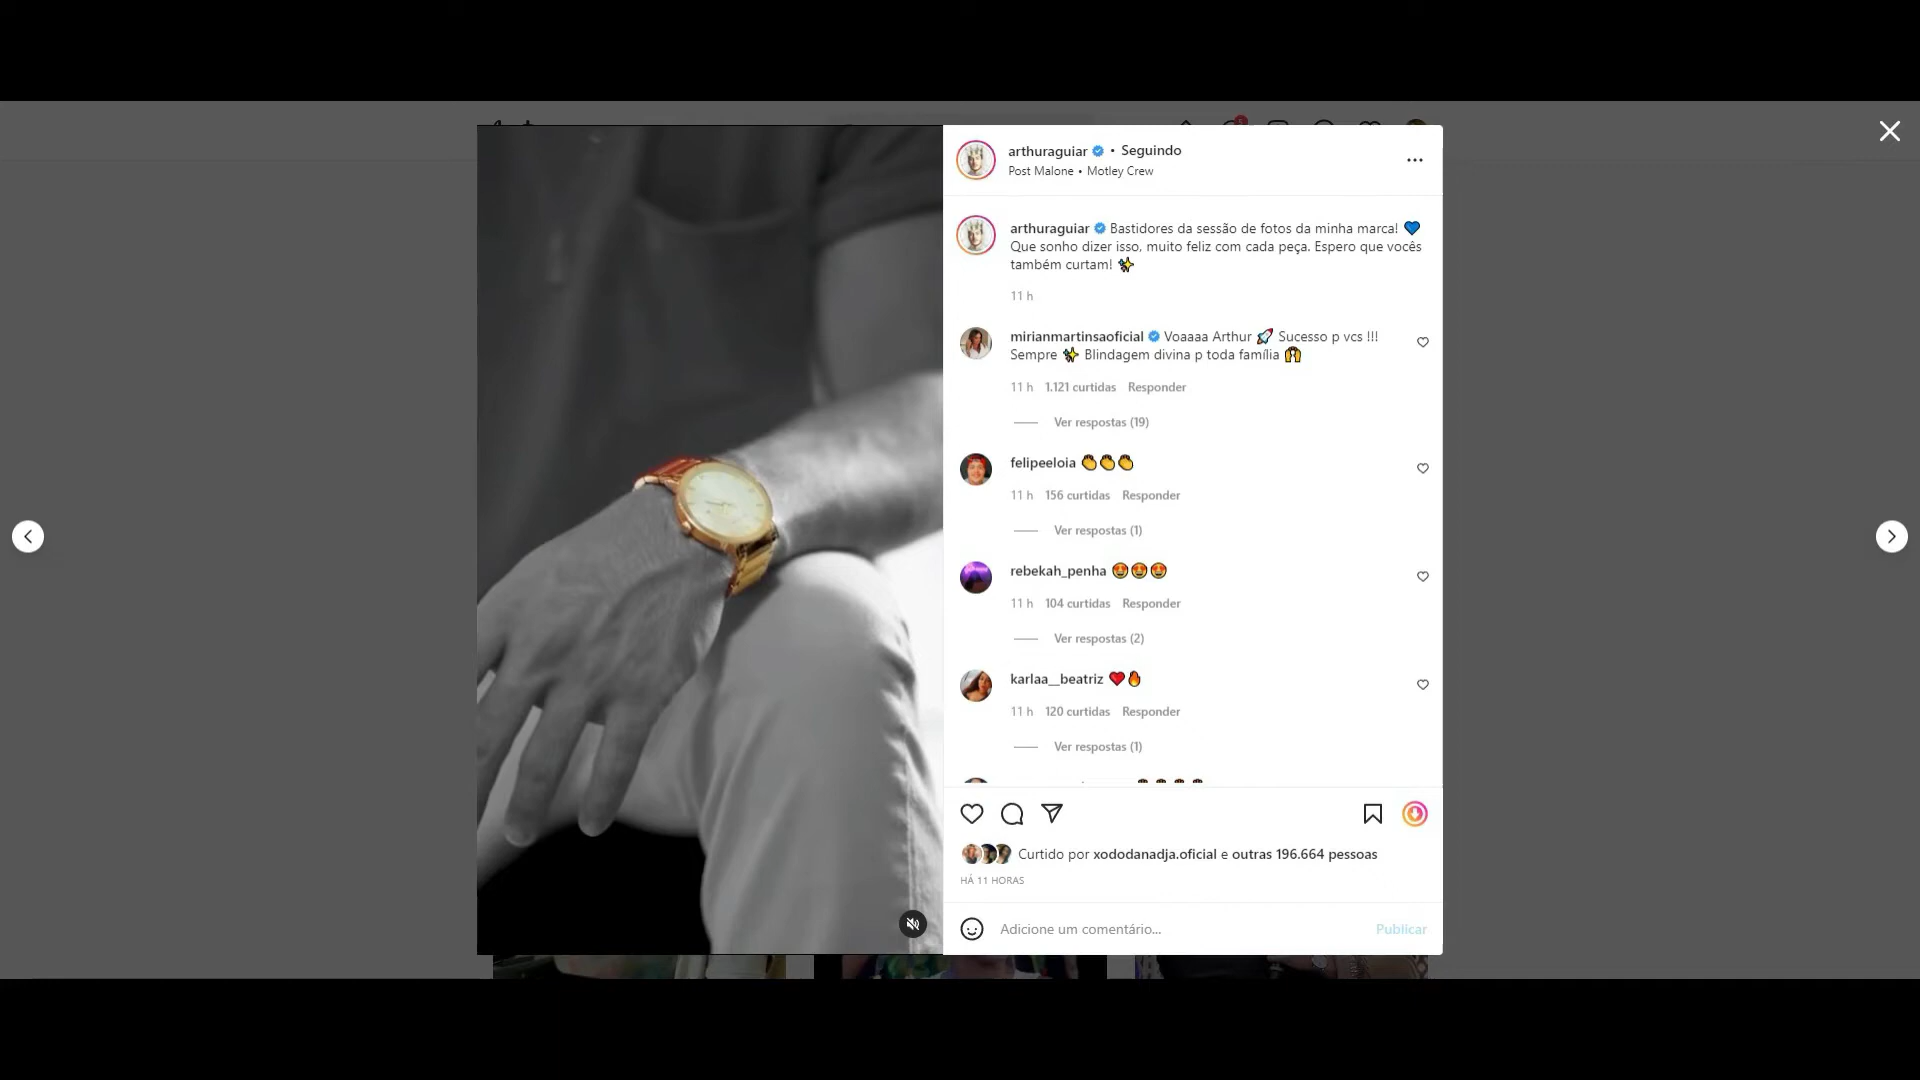 arthuraguiar • Seguindo
Post Malone • Motley Crew
arthuraguiar Bastidores da sessão de fotos da minha marca! 💙
Que sonho dizer isso, muito feliz com cada peça. Espero que vocês
também curtam! ✨
11 h
mirianmartinsaoficial Voaaaa Arthur 🚀 Sucesso p vcs !!!
Sempre ✨ Blindagem divina p toda família 🙌
11 h 1.121 curtidas Responder
Ver respostas (19)
felipeeloia 👏👏👏
11 h 156 curtidas Responder
Ver respostas (1)
rebekah_penha 😍😍😍
11 h 104 curtidas Responder
Ver respostas (2)
karlaa__beatriz ❤️🔥
11 h 120 curtidas Responder
Ver respostas (1)
Curtido por xododanadja.oficial e outras 196.664 pessoas
HÁ 11 HORAS
Adicione um comentário...
Publicar